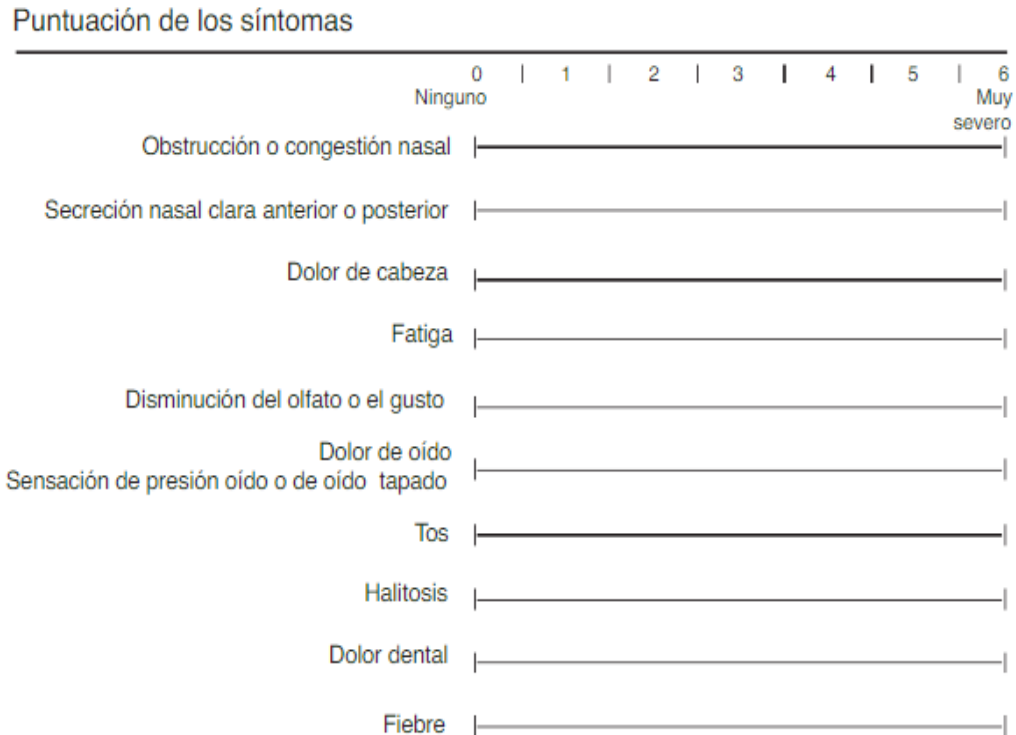 Puntuación de los síntomas
0 | 1 | 2 | 3 | 4 | 5 | 6
Ninguno Muy
severo
Obstrucción o congestión nasal
Secreción nasal clara anterior o posterior
Dolor de cabeza
Fatiga
Disminución del olfato o el gusto
Dolor de oído
Sensación de presión oído o de oído tapado
Tos
Halitosis
Dolor dental
Fiebre